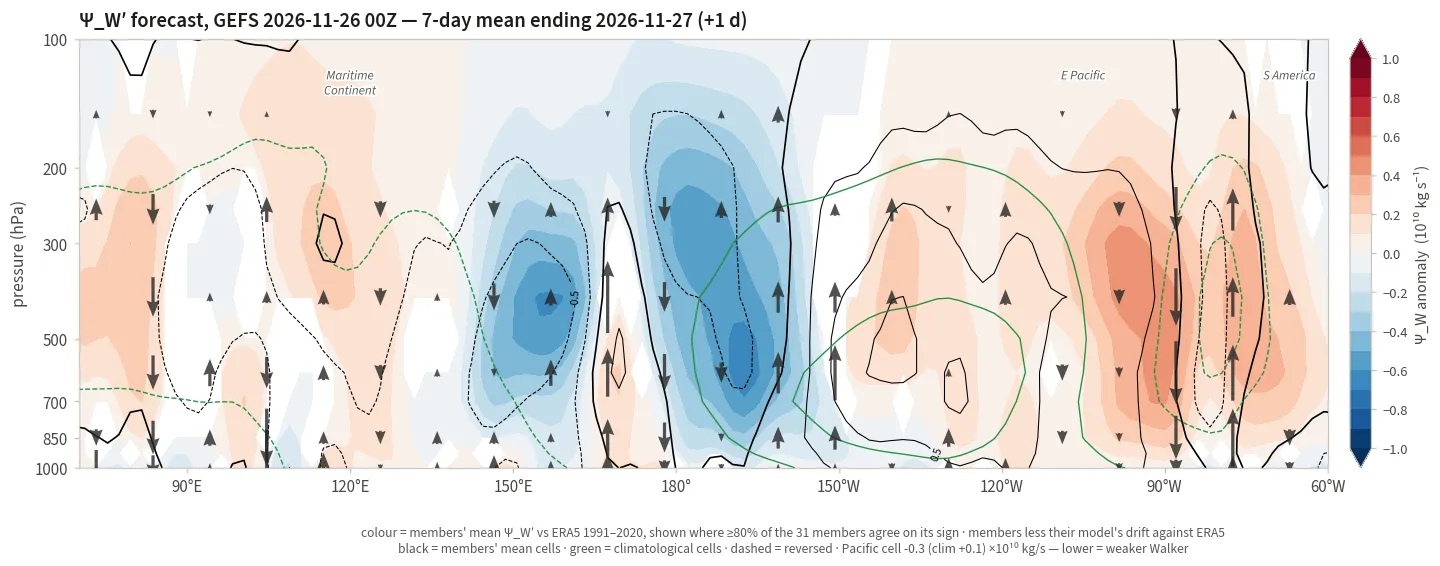 Ψ_W′ forecast, GEFS 2026-11-26 00Z — 7-day mean ending 2026-11-27 (+1 d)
100
200
300
400
500
700
850
1000
pressure (hPa)
Maritime
Continent
E Pacific
S America
-0.5
0.5
90°E
120°E
150°E
180°
150°W
120°W
90°W
60°W
1.0
0.8
0.6
0.4
0.2
0.0
−0.2
−0.4
−0.6
−0.8
−1.0
Ψ_W anomaly (10¹⁰ kg s⁻¹)
colour = members' mean Ψ_W′ vs ERA5 1991–2020, shown where ≥80% of the 31 members agree on its sign · members less their model's drift against ERA5
black = members' mean cells · green = climatological cells · dashed = reversed · Pacific cell -0.3 (clim +0.1) ×10¹⁰ kg/s — lower = weaker Walker